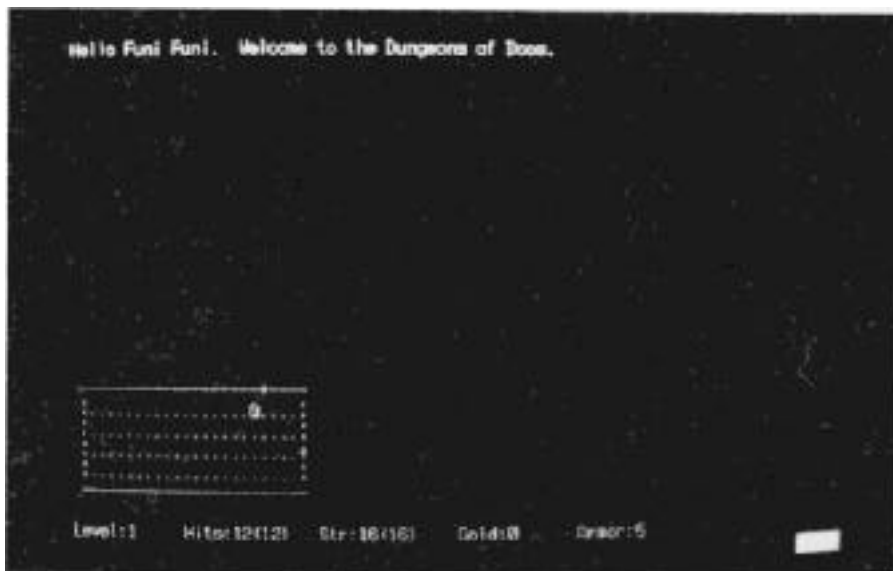 Hello Funi Funi. Welcome to the Dungeons of Doom.
Level:1 Hits:12(12) Str:16(16) Gold:0 Armor:5